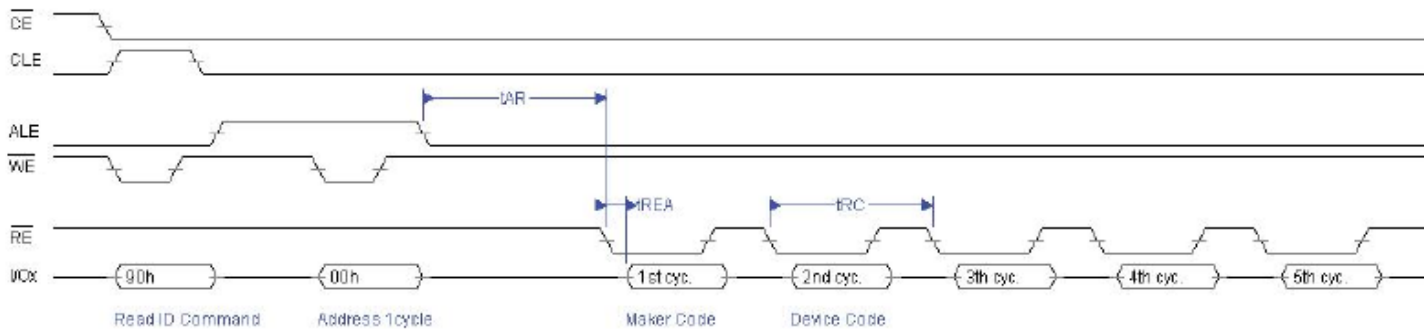 CE
CLE
tAR
ALE
WE
tREA
tRC
RE
I/Ox 90h 00h 1st cyc. 2nd cyc. 3th cyc. 4th cyc. 5th cyc.
Read ID Command Address 1cycle Maker Code Device Code